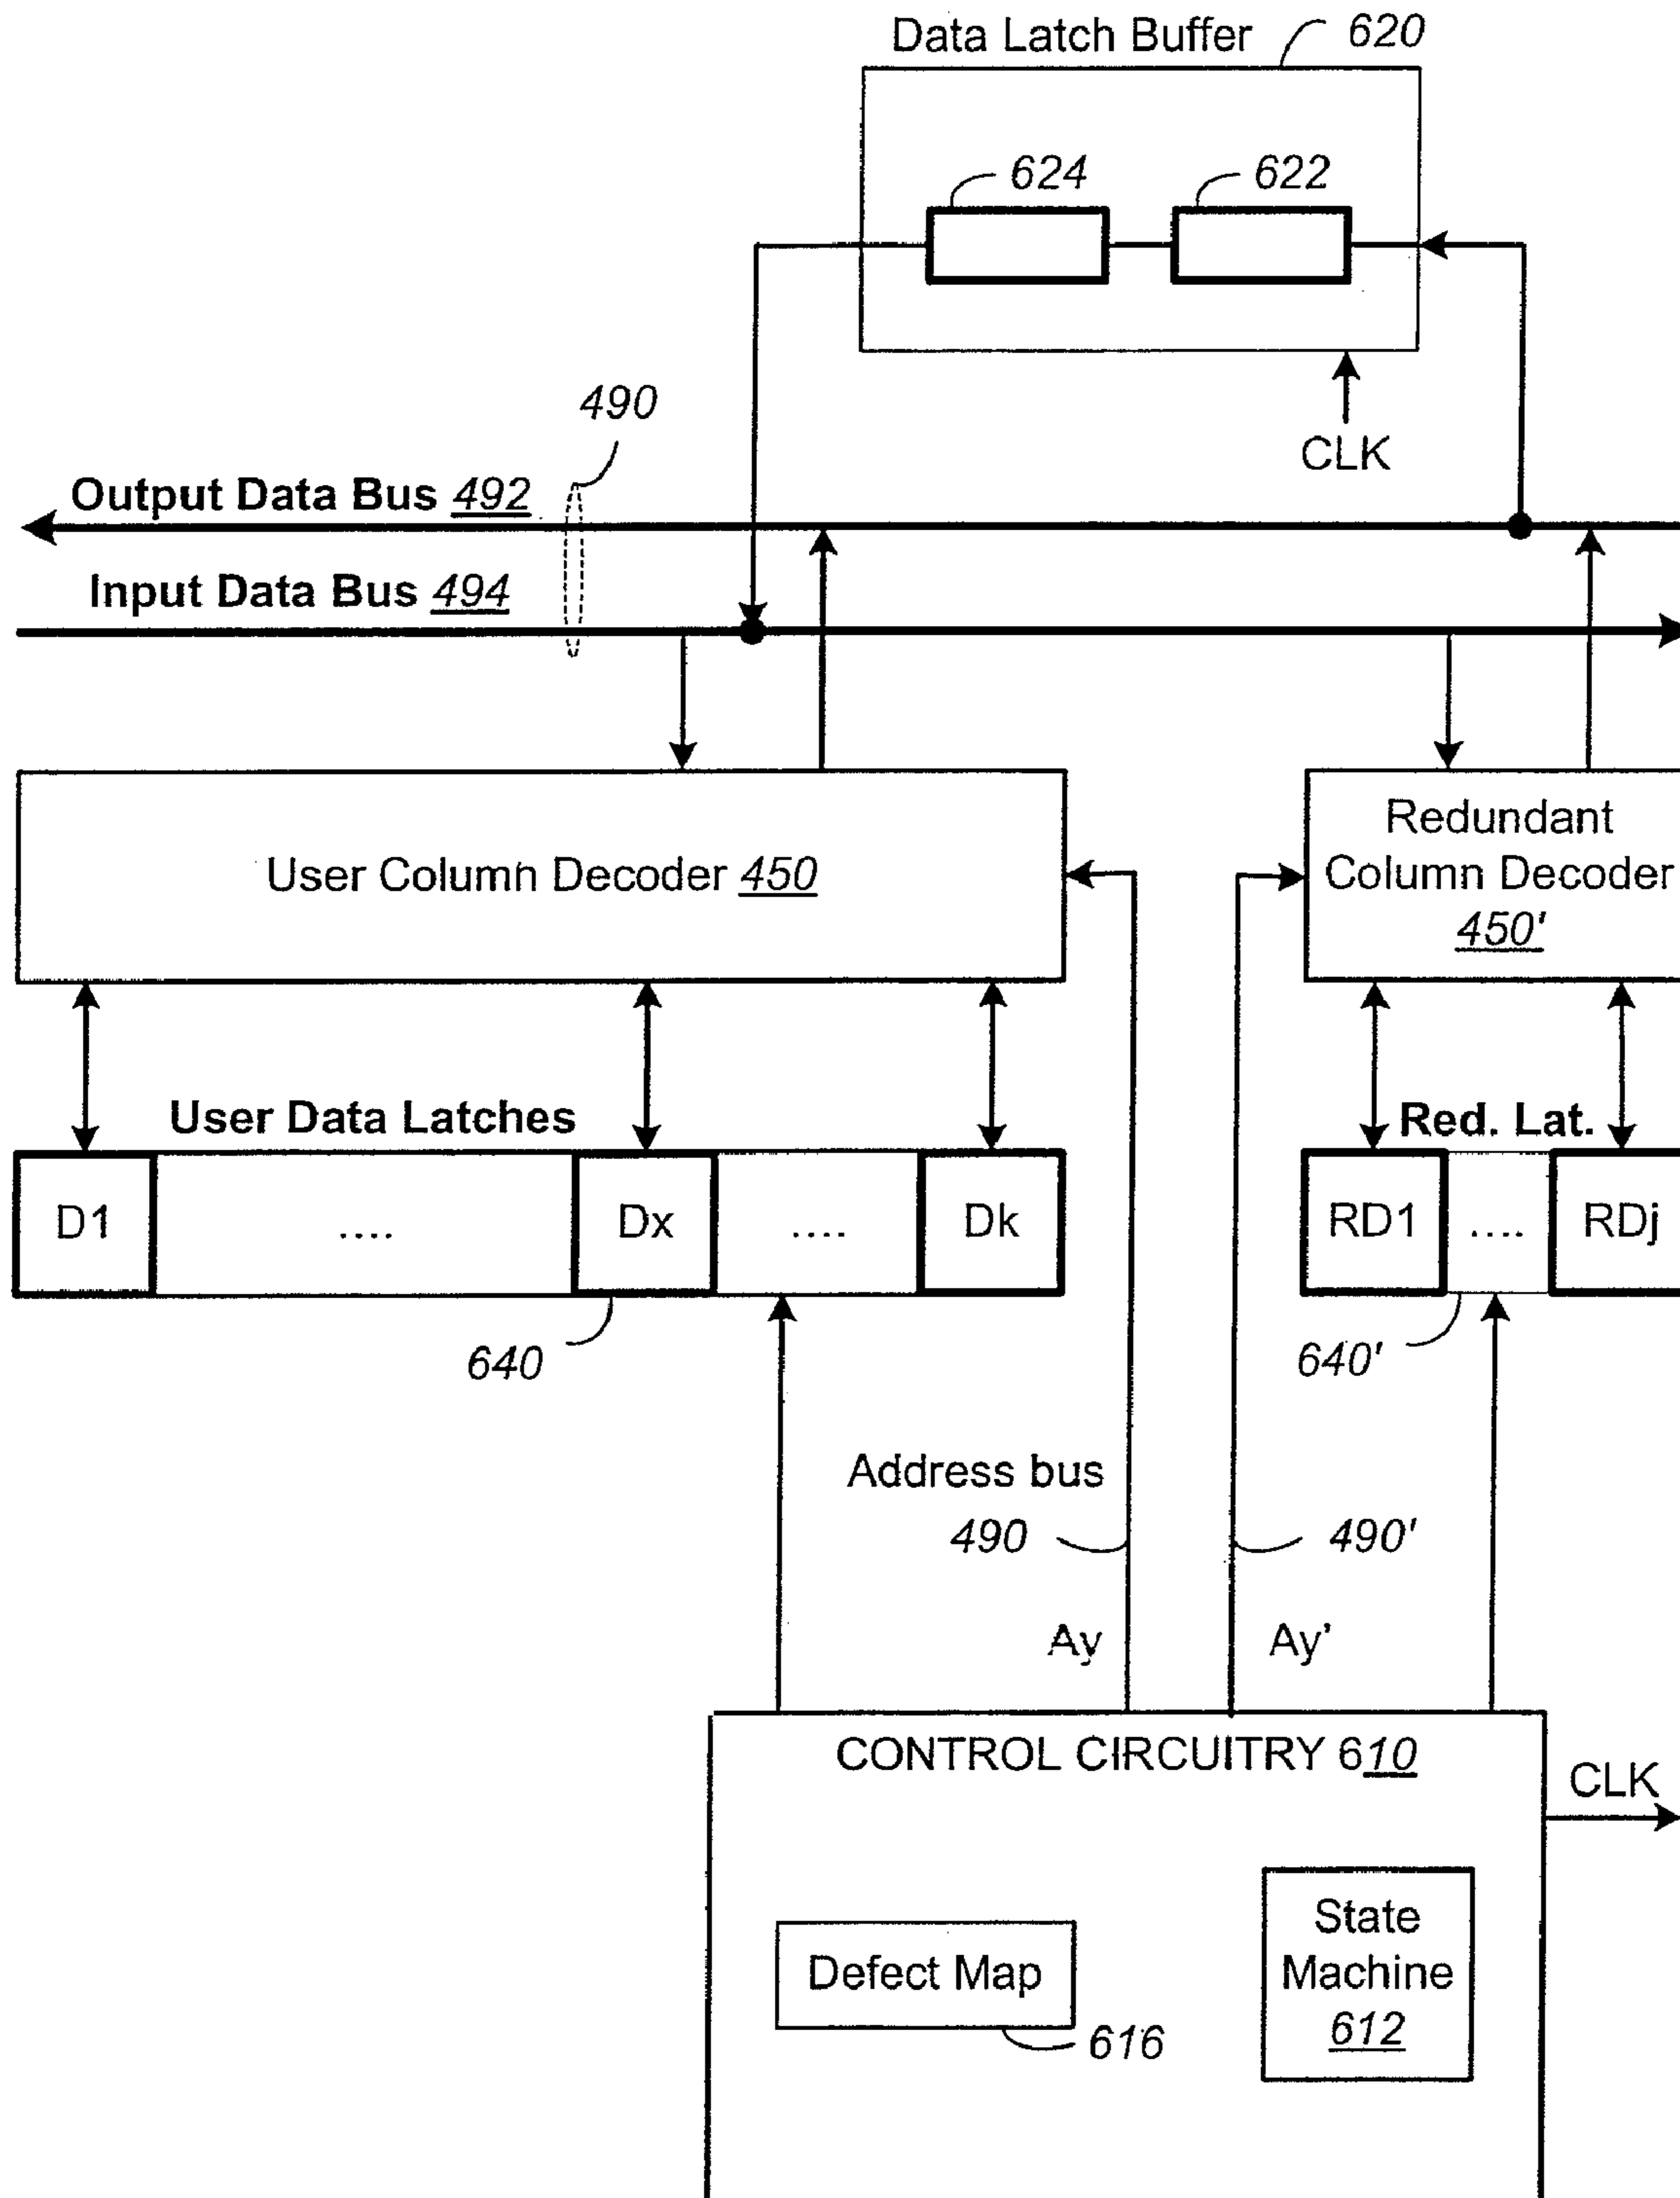 Data Latch Buffer 620
624 622
CLK
490
Output Data Bus 492
Input Data Bus 494
User Column Decoder 450
Redundant
Column Decoder
450'
User Data Latches
Red. Lat.
D1 .... Dx .... Dk
RD1 .... RDj
640
640'
Address bus
490
490'
Ay
Ay'
CONTROL CIRCUITRY 610
CLK
Defect Map
616
State
Machine
612